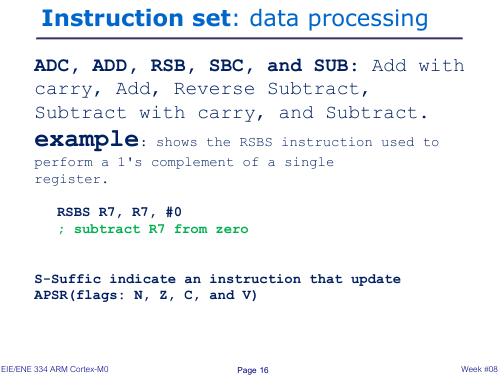 Instruction set: data processing
ADC, ADD, RSB, SBC, and SUB: Add with
carry, Add, Reverse Subtract,
Subtract with carry, and Subtract.
example: shows the RSBS instruction used to
perform a 1's complement of a single
register.
RSBS R7, R7, #0
; subtract R7 from zero
S-Suffic indicate an instruction that update
APSR(flags: N, Z, C, and V)
EIE/ENE 334 ARM Cortex-M0 Page 16 Week #08